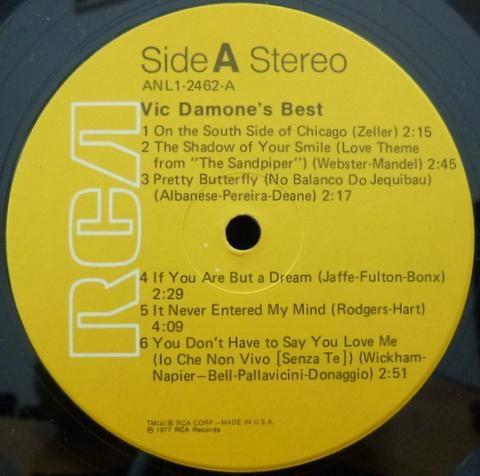 Side A Stereo
ANL1-2462-A
Vic Damone's Best
1 On the South Side of Chicago (Zeller) 2:15
2 The Shadow of Your Smile (Love Theme
from "The Sandpiper") (Webster-Mandel) 2:45
3 Pretty Butterfly (No Balanco Do Jequibau)
(Albanese-Pereira-Deane) 2:17
RCA
4 If You Are But a Dream (Jaffe-Fulton-Bonx)
2:29
5 It Never Entered My Mind (Rodgers-Hart)
4:09
6 You Don't Have to Say You Love Me
(Io Che Non Vivo [Senza Te]) (Wickham-
Napier—Bell-Pallavicini-Donaggio) 2:51
TM(s) ® RCA CORP.—MADE IN U.S.A.
℗ 1977 RCA Records